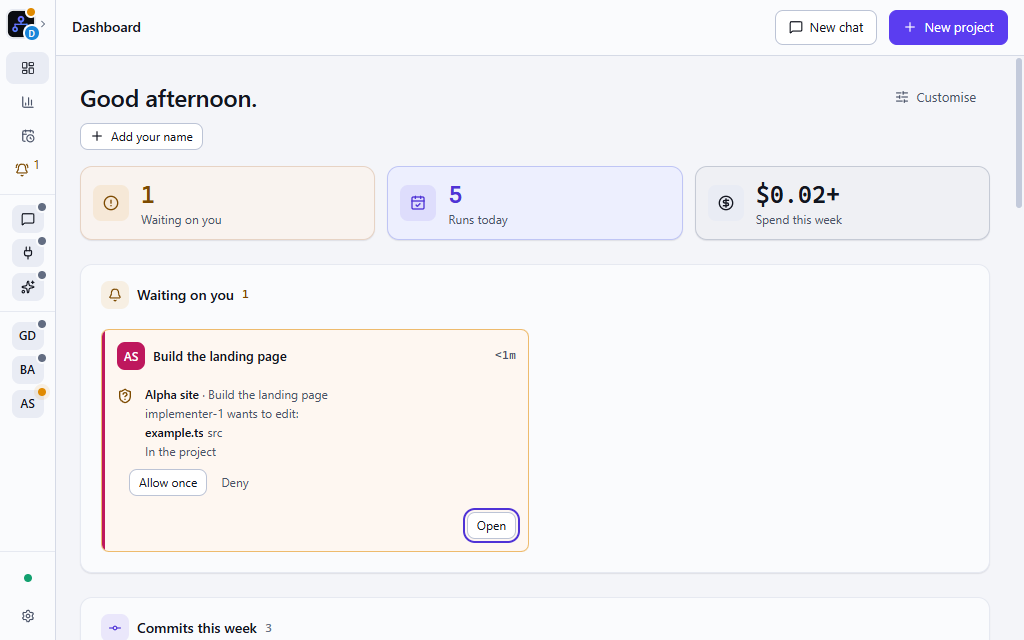 D
Dashboard
New chat
New project
1
GD
BA
AS
Good afternoon.
Customise
Add your name
1
Waiting on you
5
Runs today
$0.02+
Spend this week
Waiting on you 1
AS Build the landing page <1m
Alpha site · Build the landing page
implementer-1 wants to edit:
example.ts src
In the project
Allow once Deny
Open
Commits this week 3